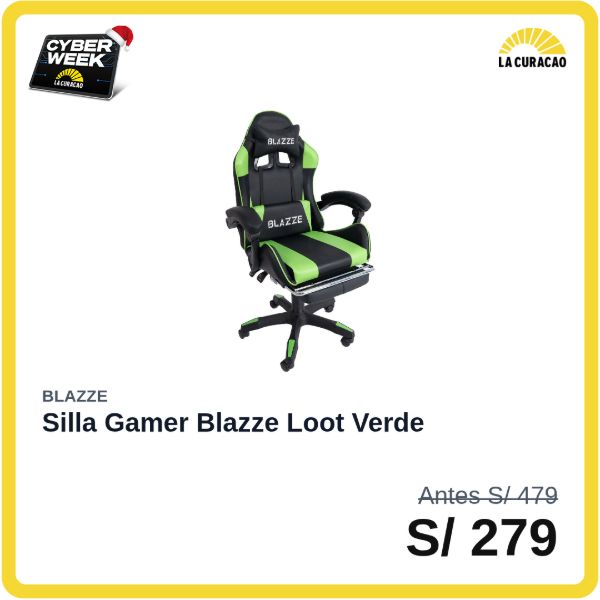 CYBER
WEEK
LA CURACAO
LA CURACAO
BLAZZE
BLAZZE
BLAZZE
Silla Gamer Blazze Loot Verde
Antes S/ 479
S/ 279